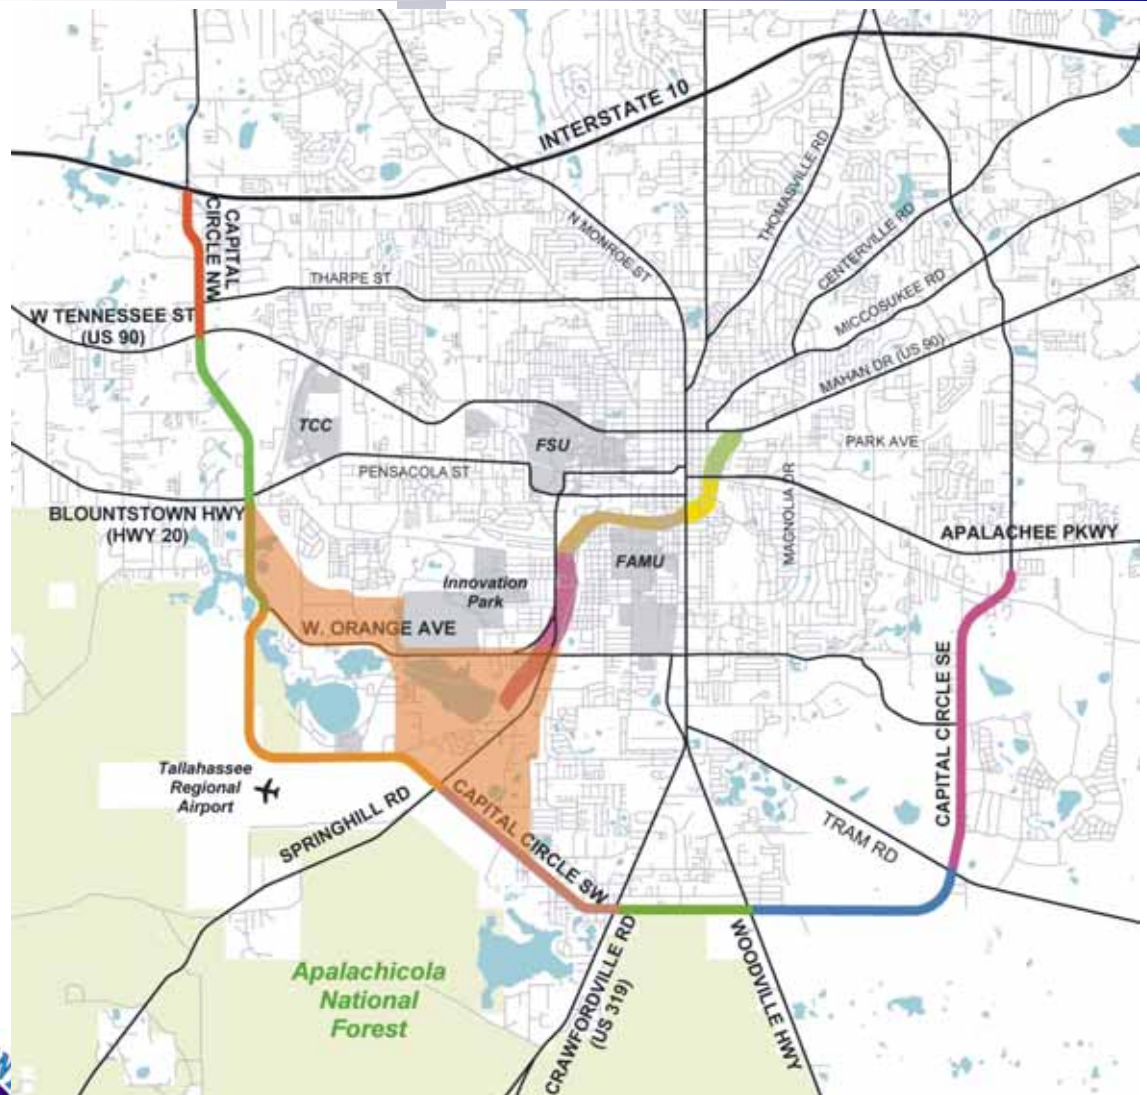 INTERSTATE 10
THOMASVILLE RD
CAPITAL
CIRCLE NW
N MONROE ST
CENTERVILLE RD
THARPE ST
MICCOSUKEE RD
W TENNESSEE ST
(US 90)
MAHAN DR (US 90)
TCC
FSU
PARK AVE
PENSACOLA ST
MAGNOLIA DR
BLOUNTSTOWN HWY
(HWY 20)
APALACHEE PKWY
FAMU
Innovation
Park
W. ORANGE AVE
CAPITAL CIRCLE SE
Tallahassee
Regional
Airport
SPRINGHILL RD
CAPITAL CIRCLE SW
TRAM RD
Apalachicola
National
Forest
CRAWFORDVILLE RD
(US 319)
WOODVILLE HWY